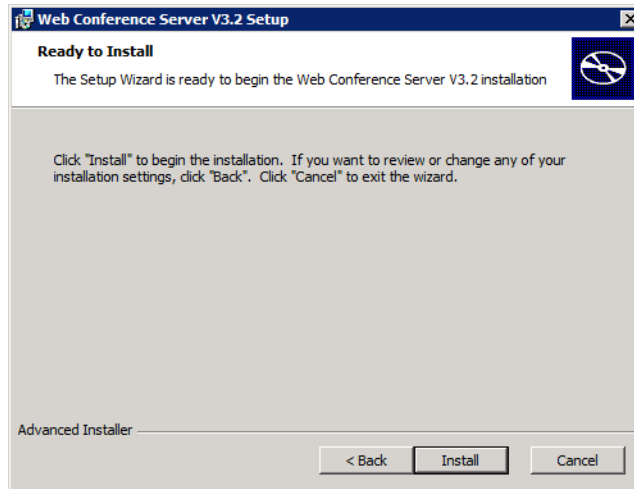 Web Conference Server V3.2 Setup
Ready to Install
The Setup Wizard is ready to begin the Web Conference Server V3.2 installation
Click "Install" to begin the installation.  If you want to review or change any of your
installation settings, click "Back".  Click "Cancel" to exit the wizard.
Advanced Installer
< Back
Install
Cancel